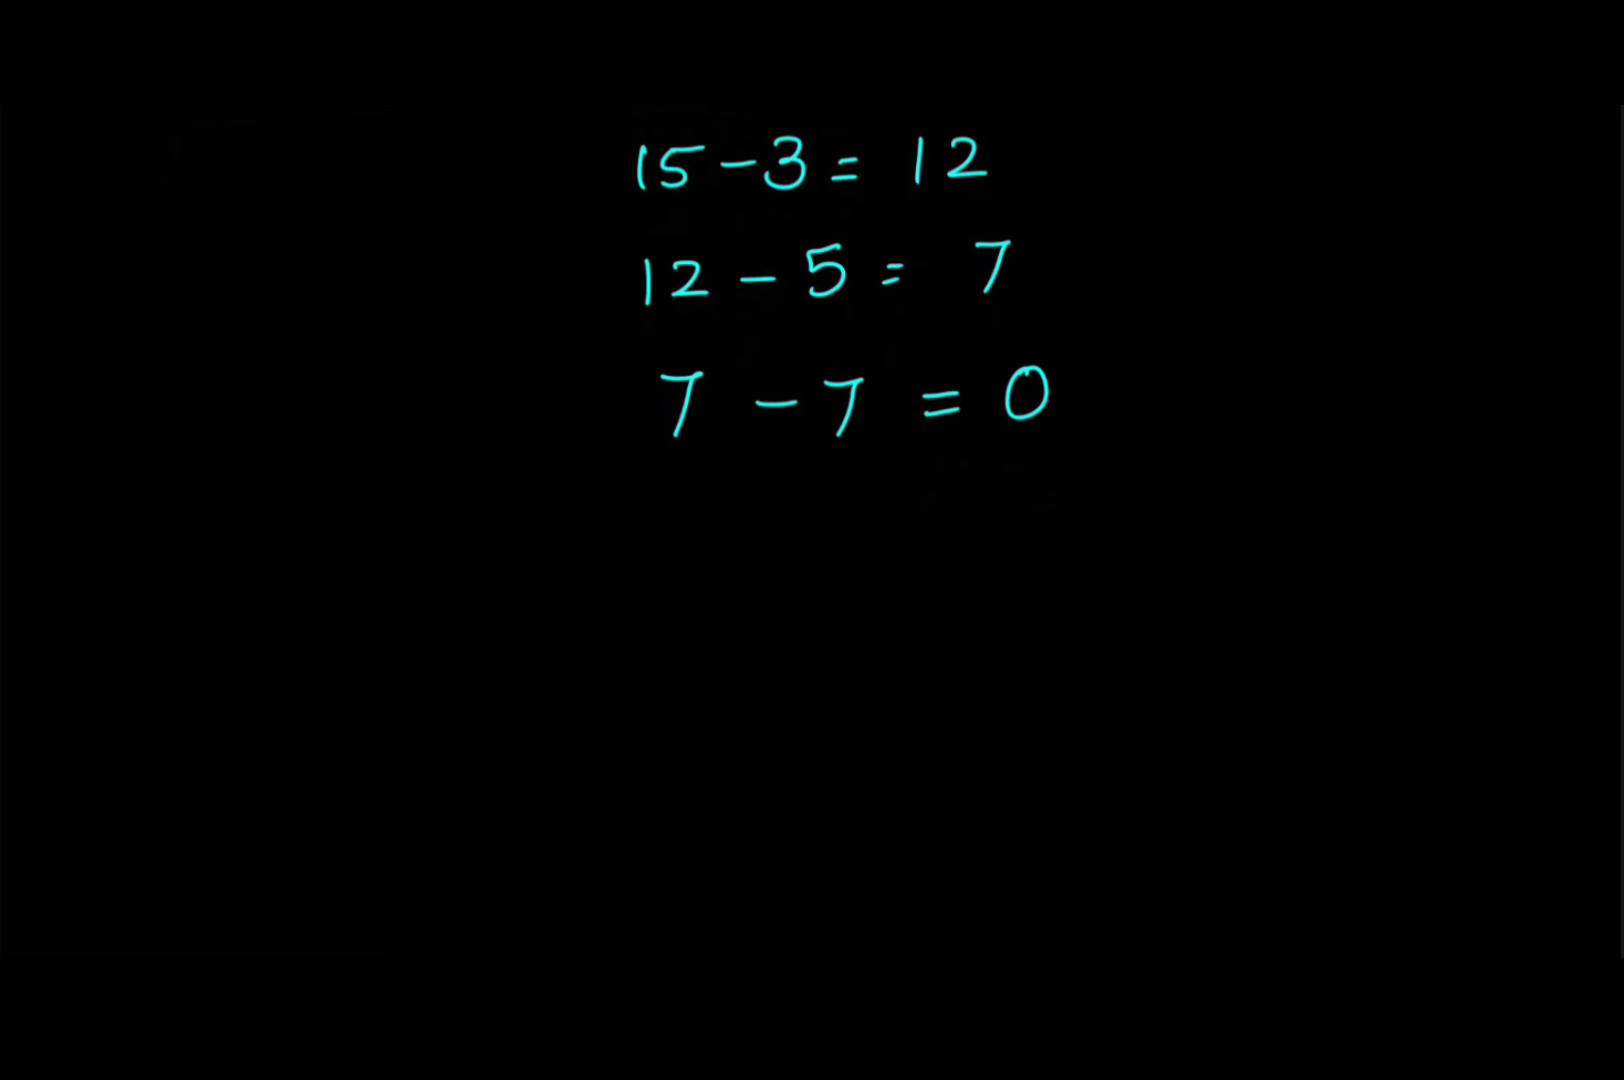 15 - 3 = 12
12 - 5 = 7
7 - 7 = 0